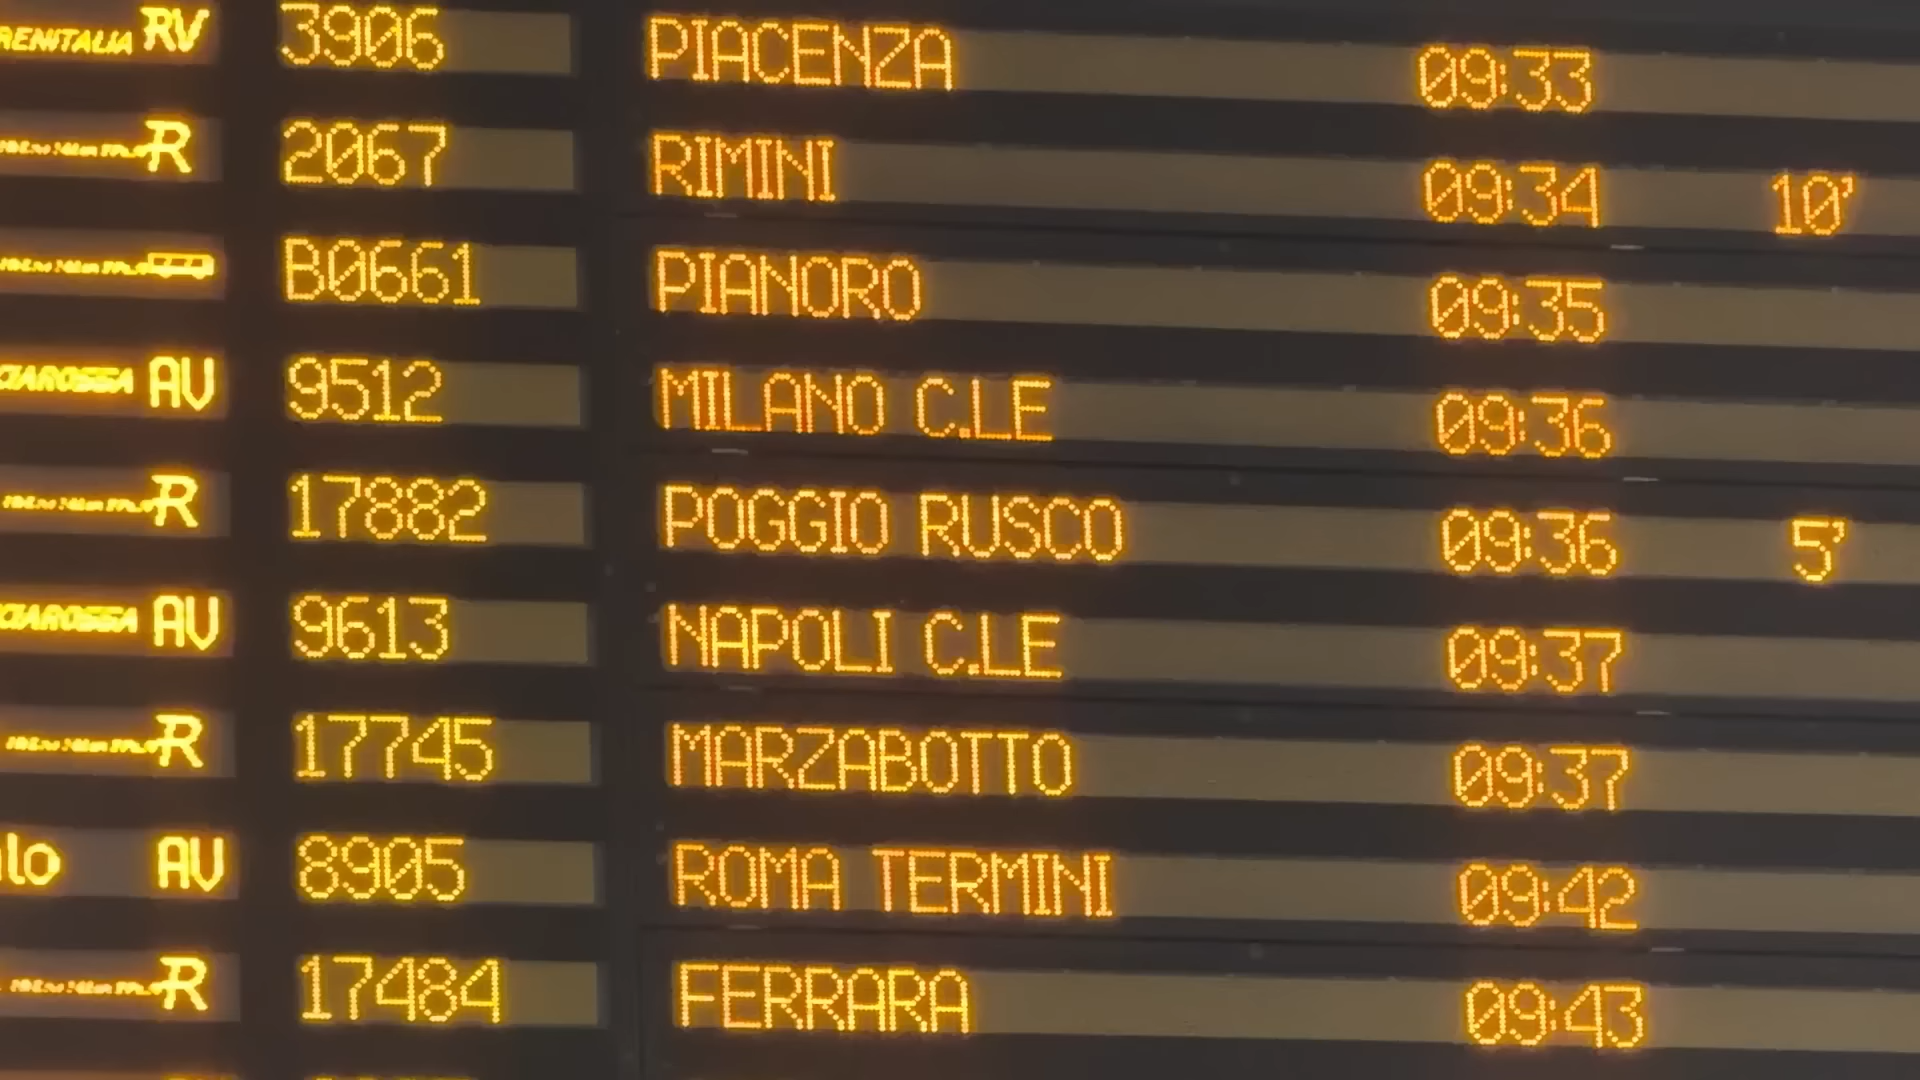 RENITALIA RV 3906 PIACENZA 09:33
R 2067 RIMINI 09:34 10'
B0661 PIANORO 09:35
CIAROSSA AV 9512 MILANO C.LE 09:36
R 17882 POGGIO RUSCO 09:36 5'
CIAROSSA AV 9613 NAPOLI C.LE 09:37
R 17745 MARZABOTTO 09:37
lo AV 8905 ROMA TERMINI 09:42
R 17484 FERRARA 09:43